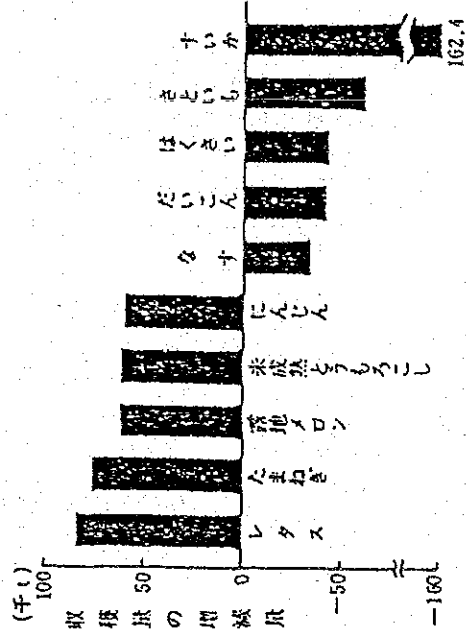 (千t)
収穫量の増減量
100
50
0
−50
−160
レタス
たまねぎ
露地メロン
未成熟とうもろこし
にんじん
なす
だいこん
はくさい
さといも
すいか
162.4